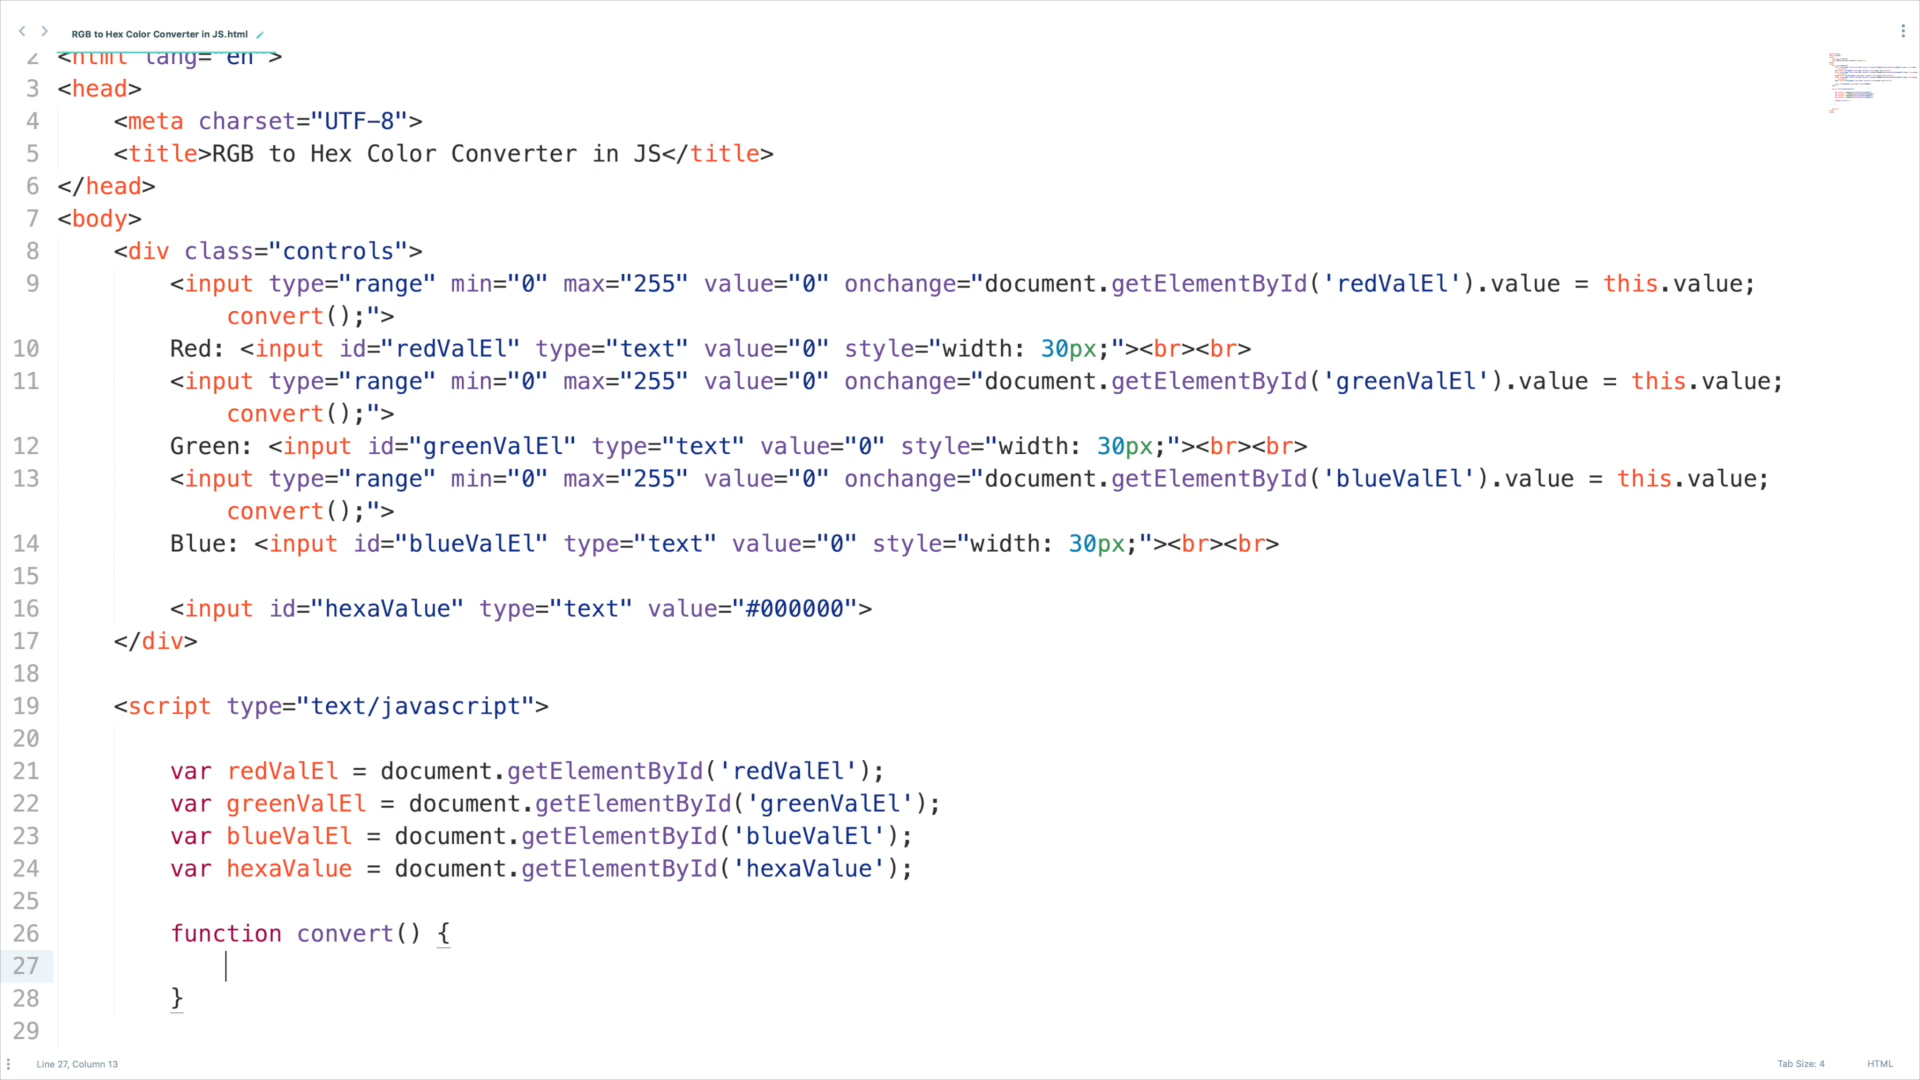 RGB to Hex Color Converter in JS.html
2 <html lang="en">
3 <head>
4 <meta charset="UTF-8">
5 <title>RGB to Hex Color Converter in JS</title>
6 </head>
7 <body>
8 <div class="controls">
9 <input type="range" min="0" max="255" value="0" onchange="document.getElementById('redValEl').value = this.value;
convert();">
10 Red: <input id="redValEl" type="text" value="0" style="width: 30px;"><br><br>
11 <input type="range" min="0" max="255" value="0" onchange="document.getElementById('greenValEl').value = this.value;
convert();">
12 Green: <input id="greenValEl" type="text" value="0" style="width: 30px;"><br><br>
13 <input type="range" min="0" max="255" value="0" onchange="document.getElementById('blueValEl').value = this.value;
convert();">
14 Blue: <input id="blueValEl" type="text" value="0" style="width: 30px;"><br><br>
15
16 <input id="hexaValue" type="text" value="#000000">
17 </div>
18
19 <script type="text/javascript">
20
21 var redValEl = document.getElementById('redValEl');
22 var greenValEl = document.getElementById('greenValEl');
23 var blueValEl = document.getElementById('blueValEl');
24 var hexaValue = document.getElementById('hexaValue');
25
26 function convert() {
27
28 }
29
Line 27, Column 13
Tab Size: 4
HTML